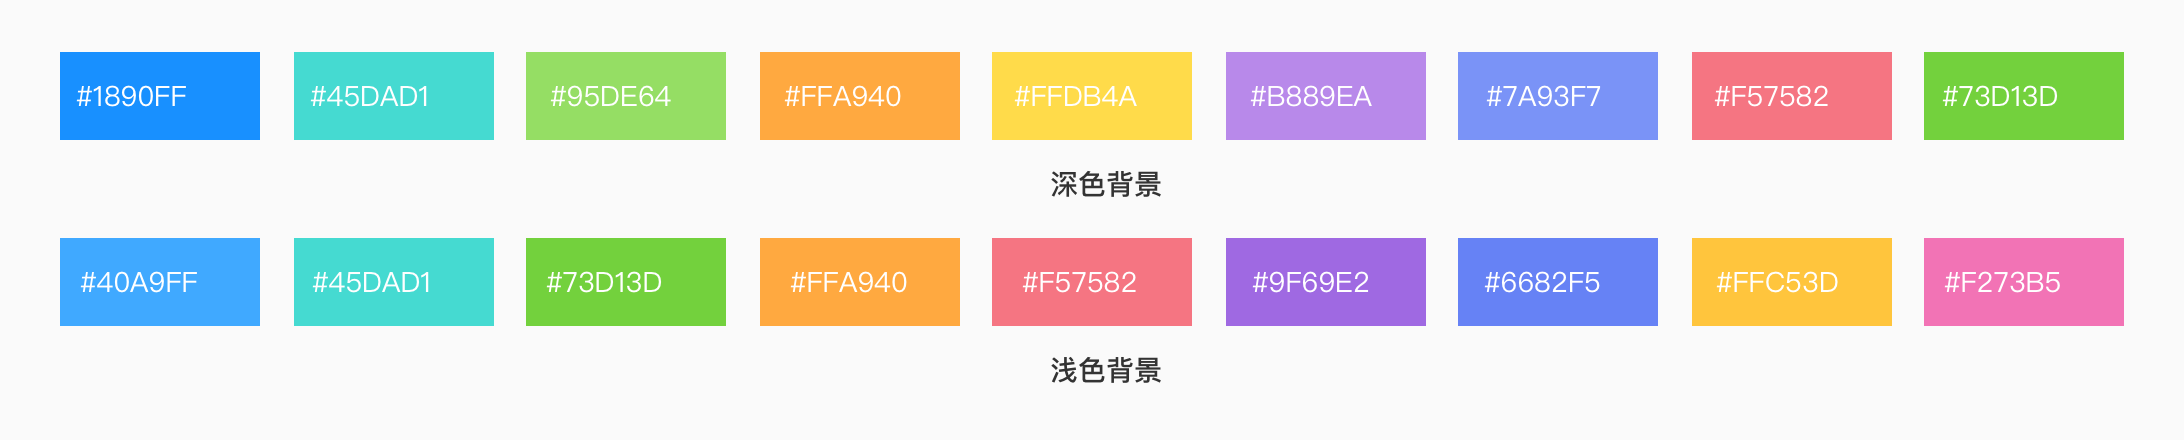 #1890FF #45DAD1 #95DE64 #FFA940 #FFDB4A #B889EA #7A93F7 #F57582 #73D13D
深色背景
#40A9FF #45DAD1 #73D13D #FFA940 #F57582 #9F69E2 #6682F5 #FFC53D #F273B5
浅色背景